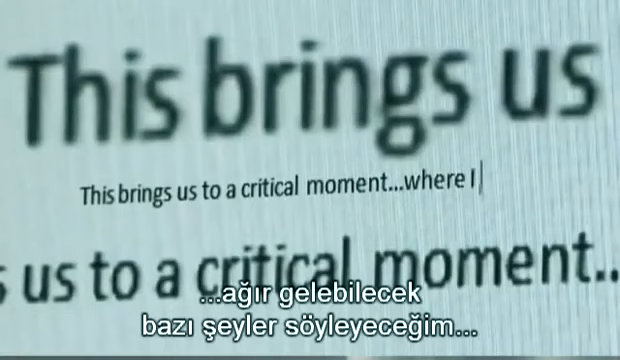 This brings us
This brings us to a critical moment...where I
s us to a critical moment..
...ağır gelebilecek
bazı şeyler söyleyeceğim...